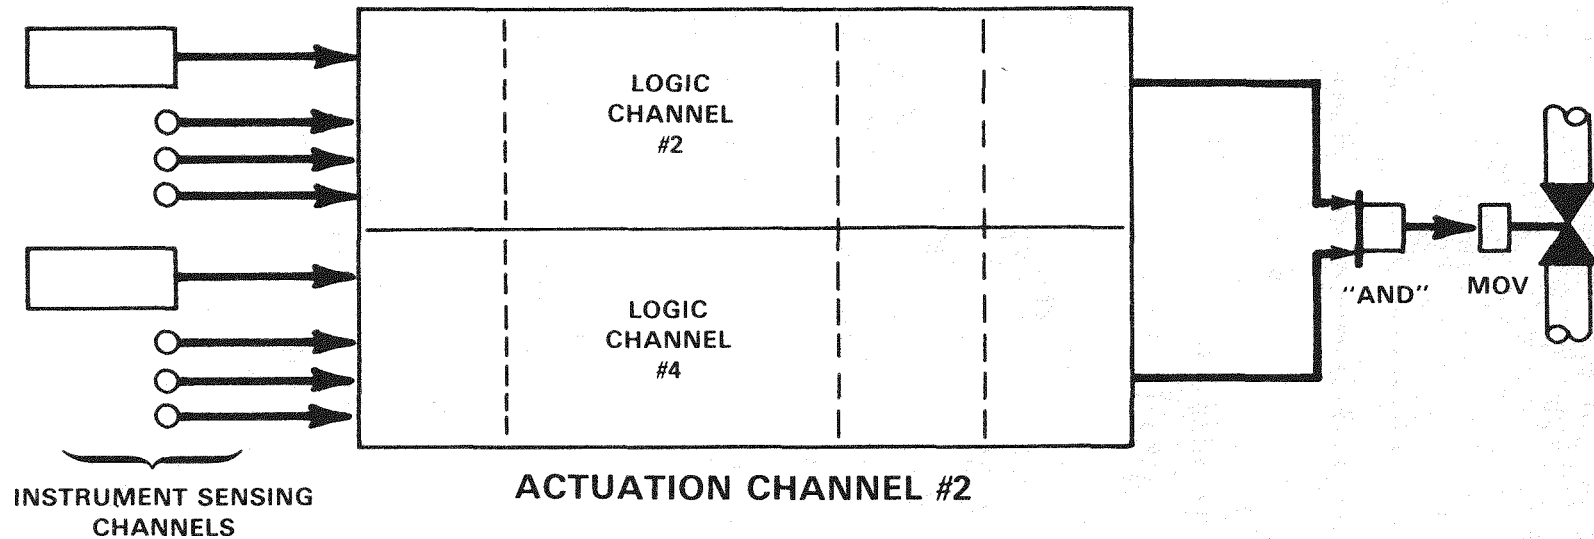 LOGIC
CHANNEL
#2
LOGIC
CHANNEL
#4
"AND"
MOV
ACTUATION CHANNEL #2
INSTRUMENT SENSING
CHANNELS